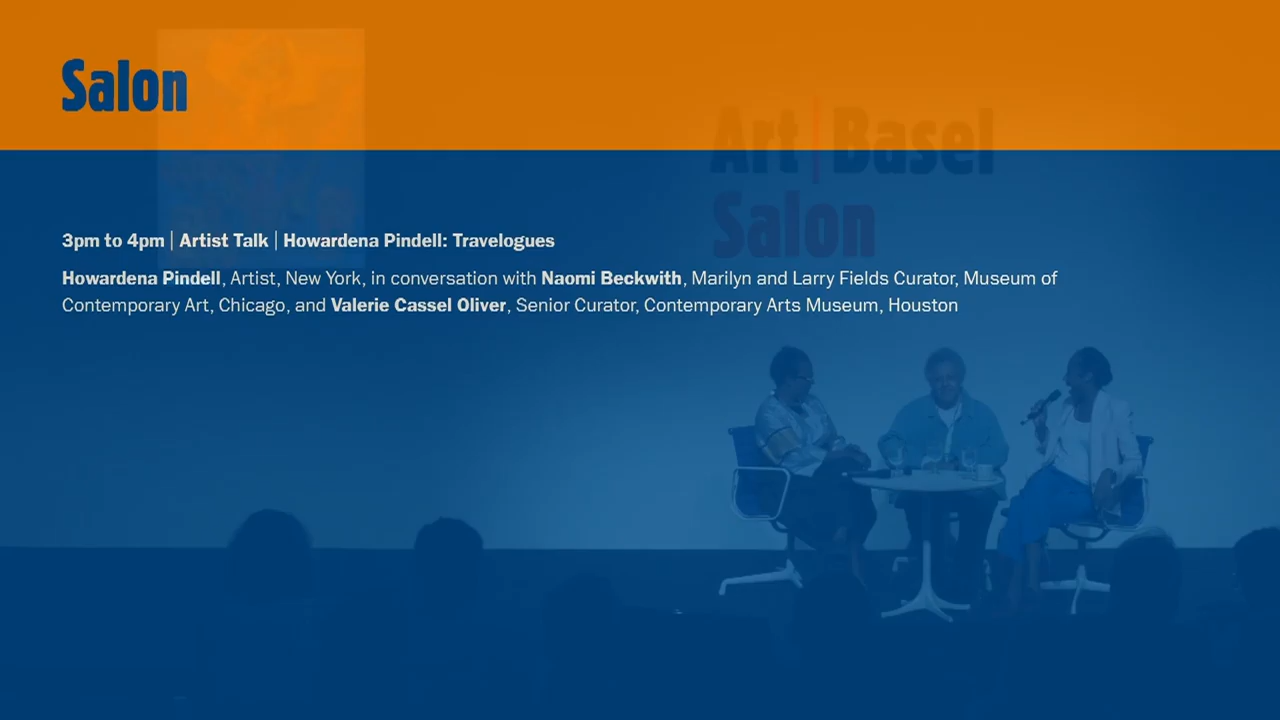 Salon
Art | Basel
Salon
3pm to 4pm | Artist Talk | Howardena Pindell: Travelogues
Howardena Pindell, Artist, New York, in conversation with Naomi Beckwith, Marilyn and Larry Fields Curator, Museum of
Contemporary Art, Chicago, and Valerie Cassel Oliver, Senior Curator, Contemporary Arts Museum, Houston